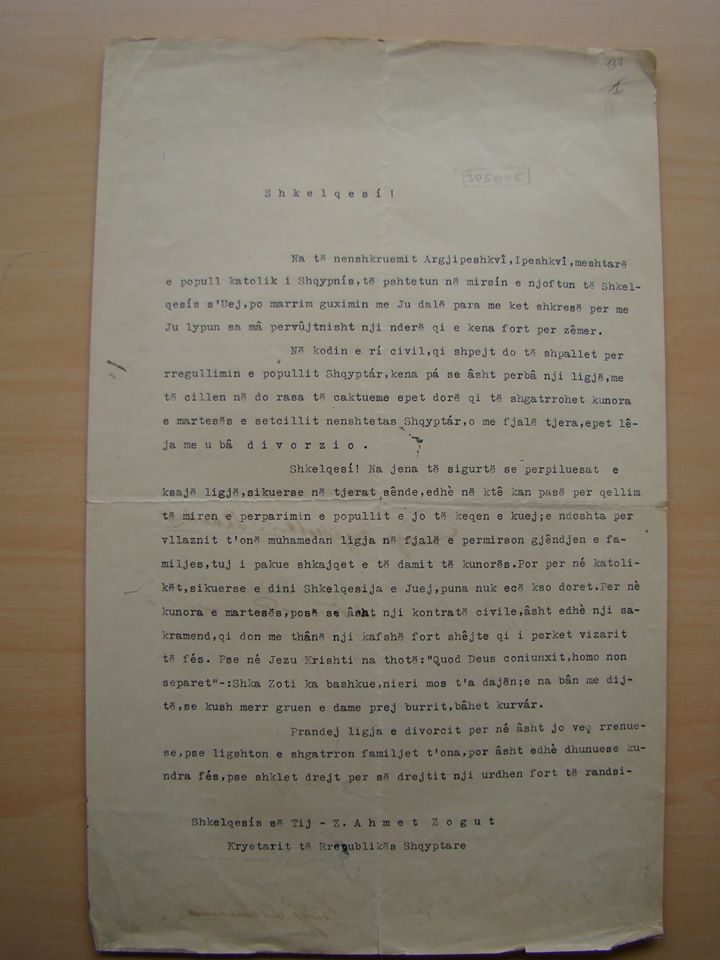 130
1
305005
Shkelqesí!
Na të nenshkruemit Argjipeshkvî,Ipeshkvî,meshtarë
e popull katolik i Shqypnís,të pshtetun në mirsín e njoftun të Shkel-
qesís s'Uej,po marrim guximin me Ju dalë para me ket shkresë per me
Ju lypun sa mâ pervûjtnisht nji nderë qi e kena fort per zêmer.
Në kodin e rí civil,qi shpejt do të shpallet per
rregullimin e popullit Shqyptár,kena pá se âsht perbâ nji ligjë,me
të cillen në do rasa të caktueme epet dorë qi të shgatrrohet kunora
e martesës e setcillit nenshtetas Shqyptár,o me fjalë tjera,epet lê-
ja me u bâ divorzio.
Shkelqesí! Na jena të sigurtë se perpiluesat e
ksajë ligjë,sikuerse në tjerat sênde,edhè në ktê kan pasë per qellim
të miren e perparimin e popullit e jo të keqen e kuej;e ndoshta per
vllaznit t'onë muhamedan ligja në fjalë e permirson gjêndjen e fa-
miljes,tuj i pakue shkajqet e të damit të kunorës.Por per né katoli-
kët,sikuerse e dini Shkelqesija e Juej,puna nuk ecë kso doret.Per nè
kunora e martesës,posë se âsht nji kontratë civile,âsht edhè nji sa-
kramend,qi don me thânë nji kafshë fort shêjte qi i perket vizarit
të fés. Pse né Jezu Krishti na thotë:"Quod Deus coniunxit,homo non
separet"-:Shka Zoti ka bashkue,nieri mos t'a dajën;e na bân me dij-
të,se kush merr gruen e dame prej burrit,bâhet kurvár.
Prandej ligja e divorcit per né âsht jo veç rrenue-
se,pse ligshton e shgatrron familjet t'ona,por âsht edhè dhunuese ku-
ndra fés,pse shklet drejt per së drejtit nji urdhen fort të randsi-
Shkelqesís së Tij - Z. Ahmet Zogut
Kryetarit të Rrepublikës Shqyptare